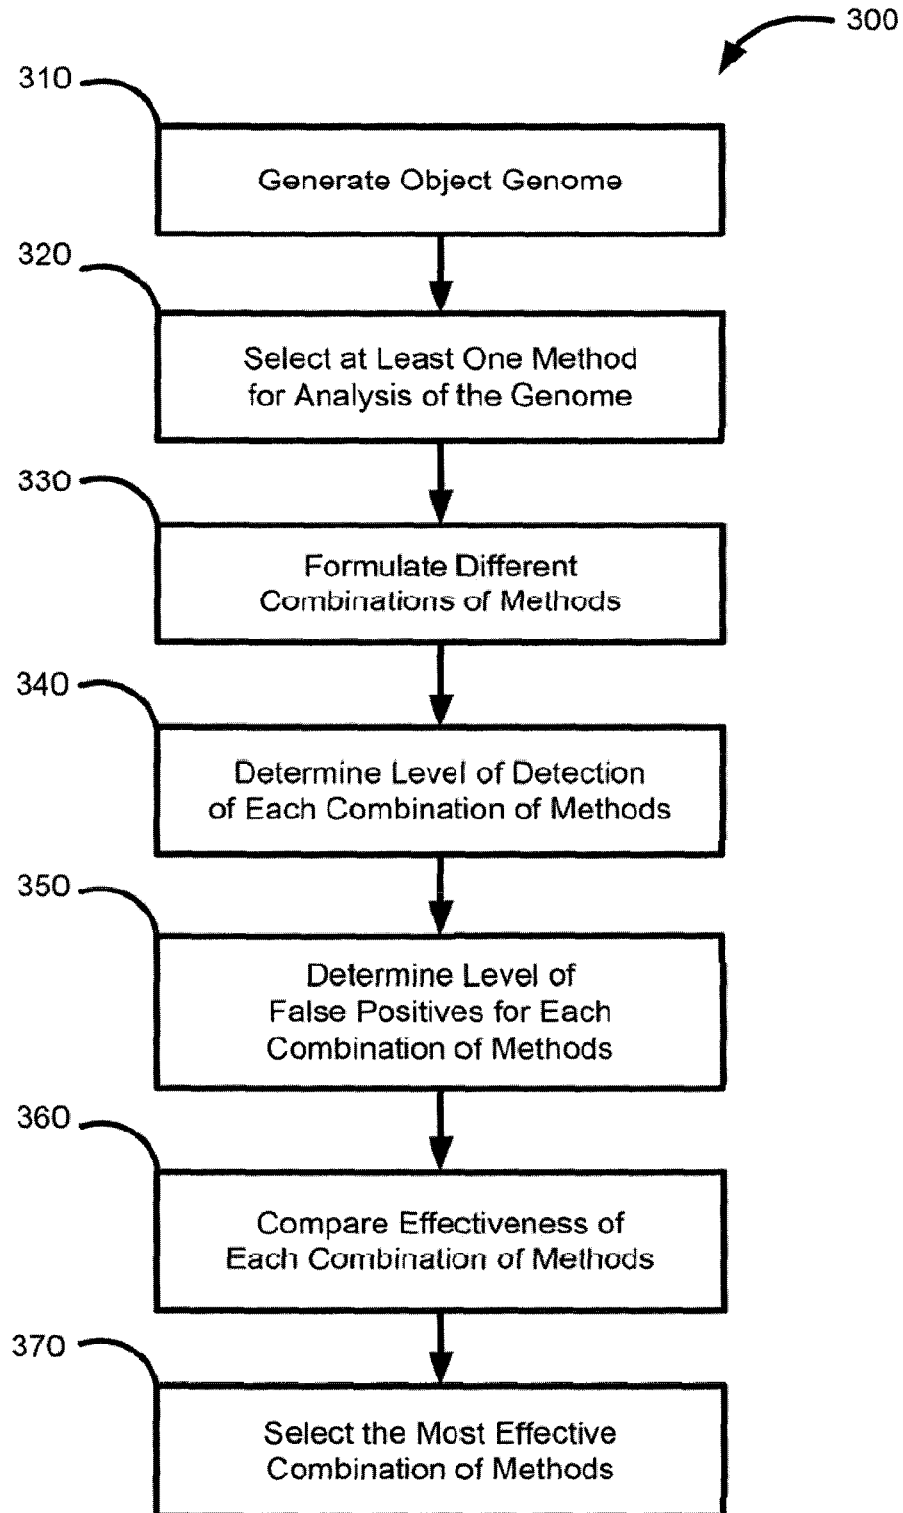 300
310
Generate Object Genome
320
Select at Least One Method
for Analysis of the Genome
330
Formulate Different
Combinations of Methods
340
Determine Level of Detection
of Each Combination of Methods
350
Determine Level of
False Positives for Each
Combination of Methods
360
Compare Effectiveness of
Each Combination of Methods
370
Select the Most Effective
Combination of Methods